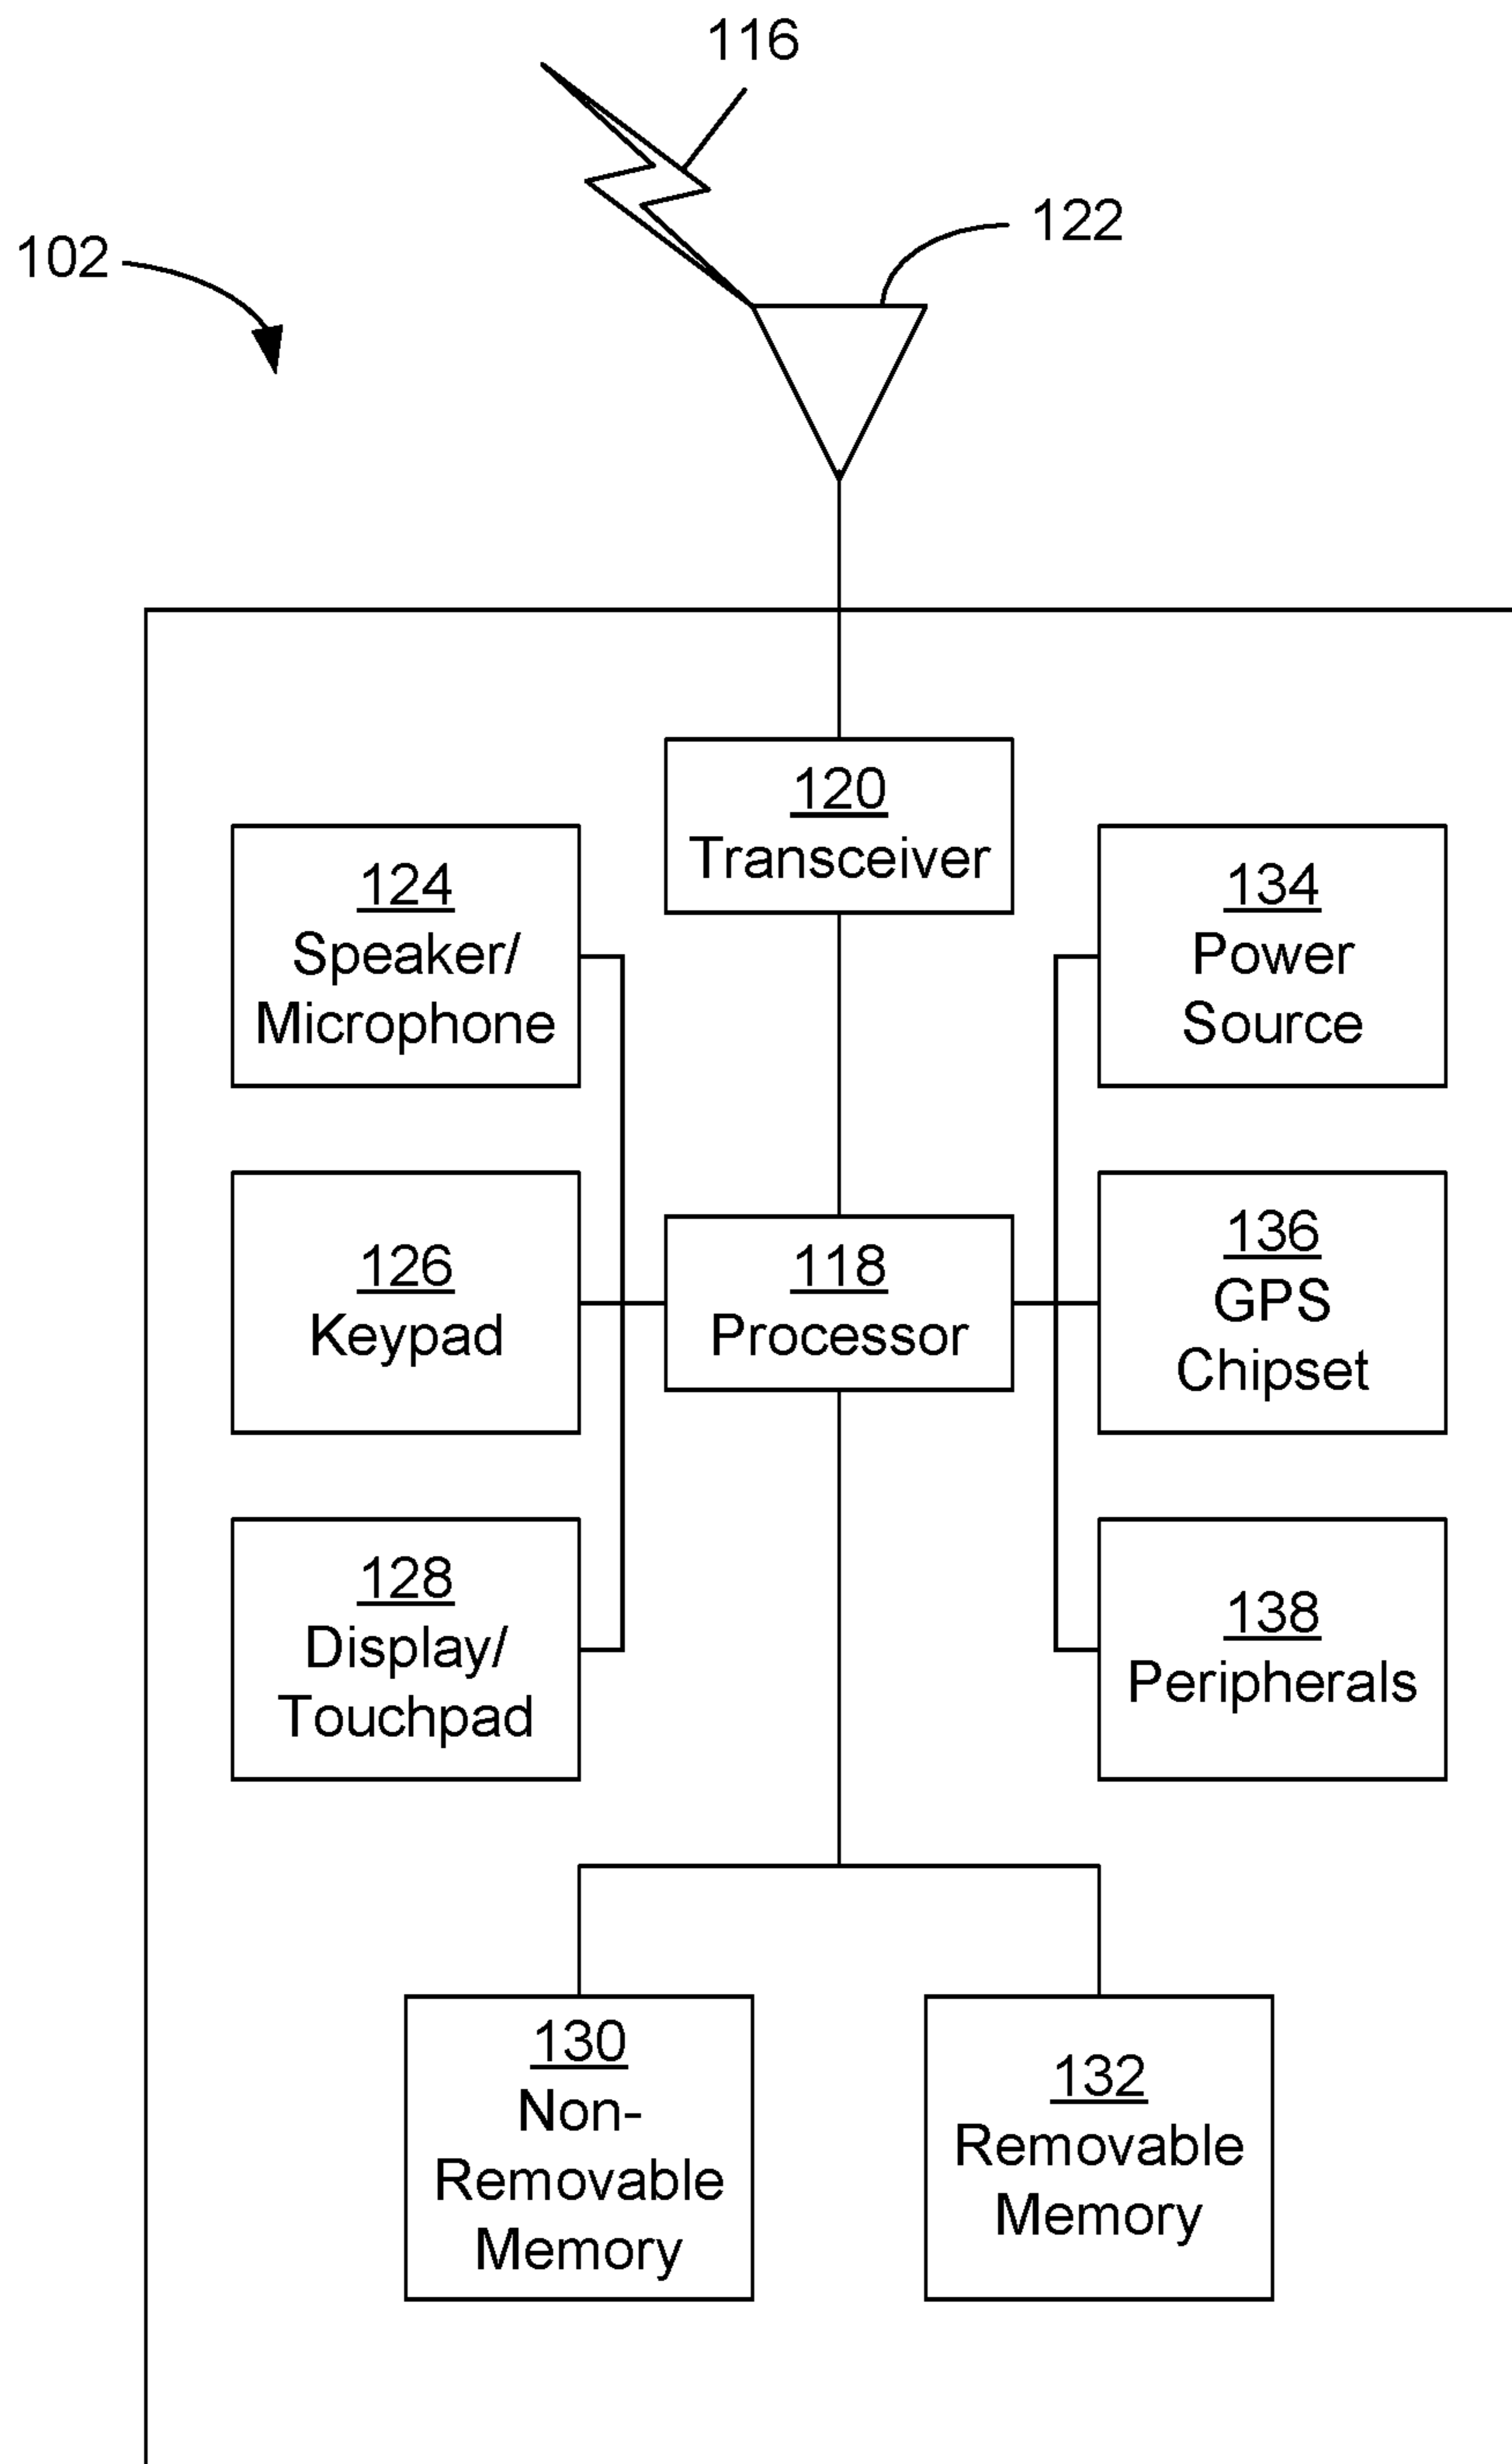 116
122
102
120
Transceiver
124
Speaker/
Microphone
134
Power
Source
126
Keypad
118
Processor
136
GPS
Chipset
128
Display/
Touchpad
138
Peripherals
130
Non-
Removable
Memory
132
Removable
Memory